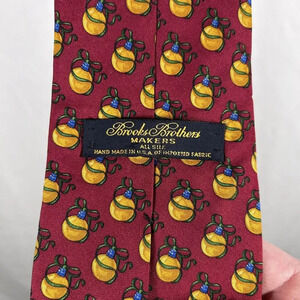 Brooks Brothers
MAKERS
ALL SILK
HAND MADE IN U.S.A. OF IMPORTED FABRIC